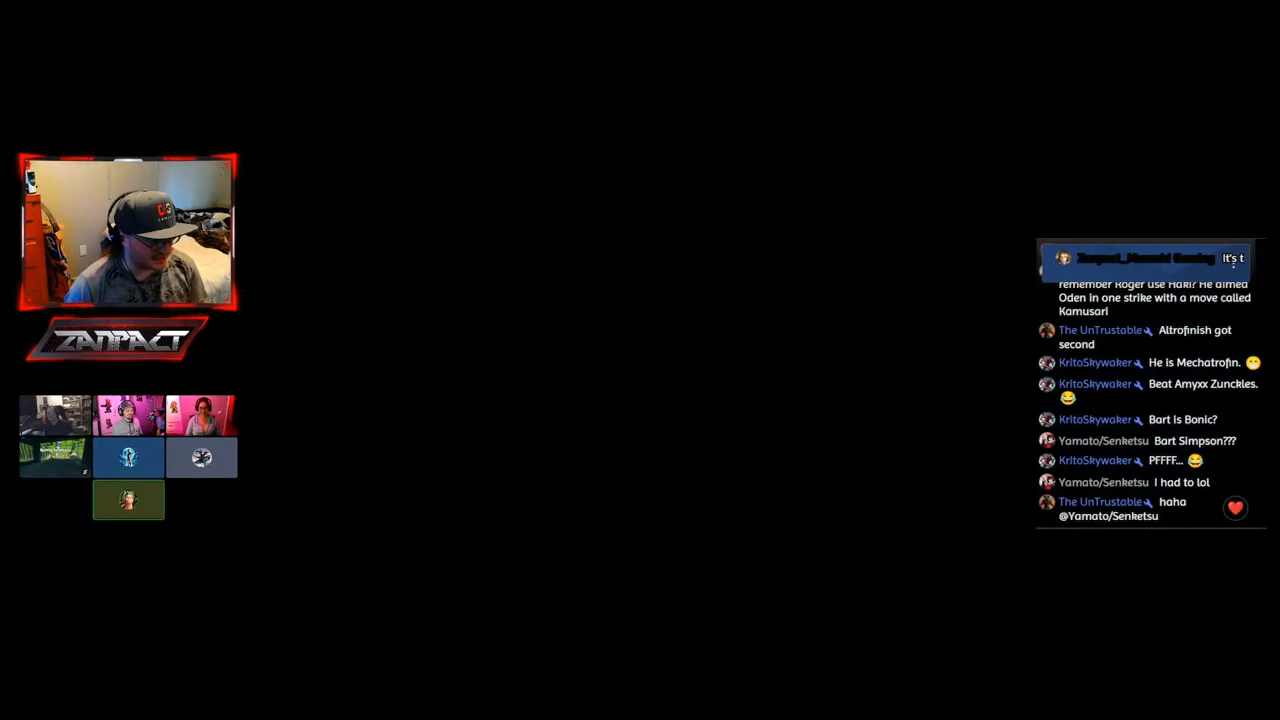 ZANPACT
It's t
remember Roger use Haki? He aimed
Oden in one strike with a move called
Kamusari
The UnTrustable Altrofinish got
second
KritoSkywaker He is Mechatrofin. 😁
KritoSkywaker Beat Amyxx Zunckles.
😂
KritoSkywaker Bart is Bonic?
Yamato/Senketsu Bart Simpson???
KritoSkywaker PFFFF... 😂
Yamato/Senketsu I had to lol
The UnTrustable haha
@Yamato/Senketsu